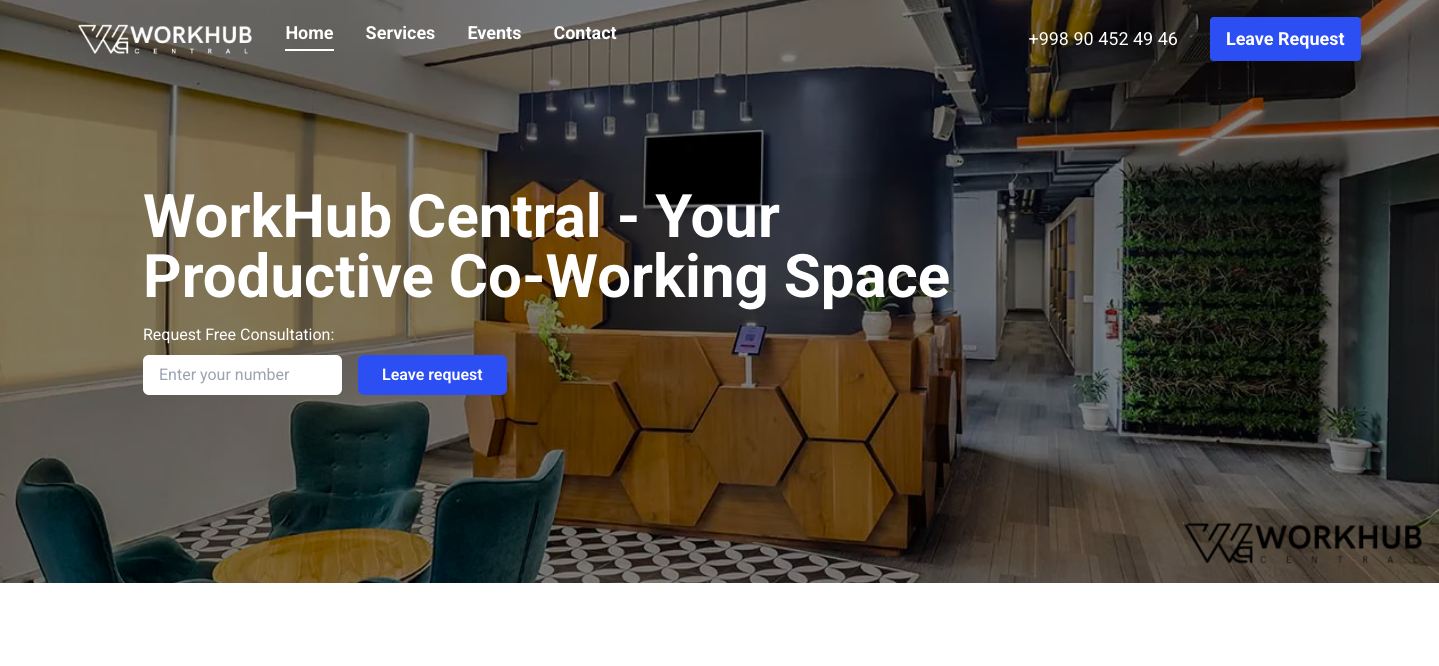 WORKHUB
CENTRAL
Home
Services
Events
Contact
+998 90 452 49 46
Leave Request
WorkHub Central - Your
Productive Co-Working Space
Request Free Consultation:
Enter your number
Leave request
WORKHUB
CENTRAL